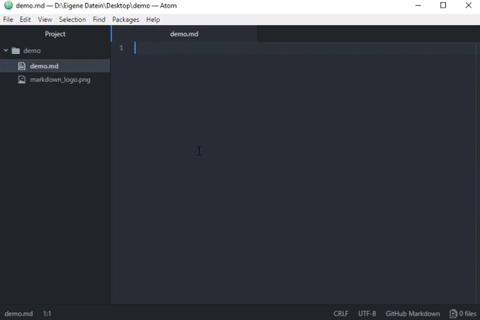 demo.md — D:\Eigene Datein\Desktop\demo — Atom
File Edit View Selection Find Packages Help
Project
demo.md
demo
demo.md
markdown_logo.png
1
demo.md 1:1
CRLF UTF-8 GitHub Markdown 0 files